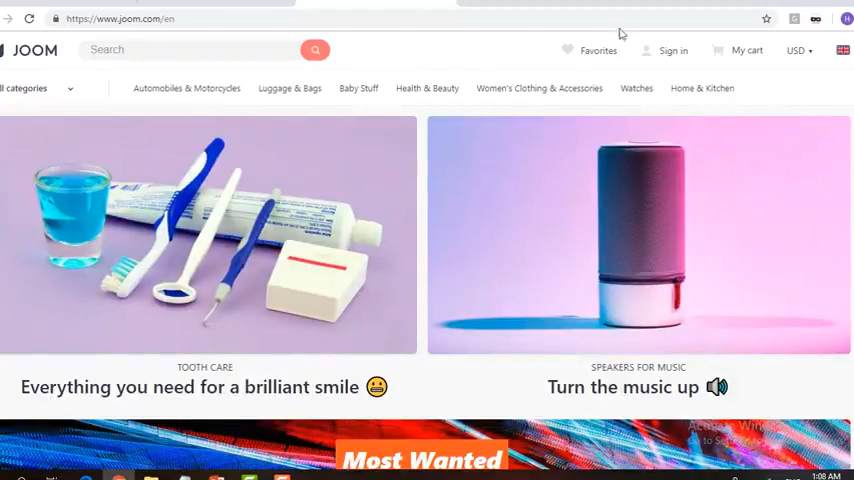 https://www.joom.com/en
JOOM
Search
Favorites
Sign in
My cart
USD
ll categories
Automobiles & Motorcycles
Luggage & Bags
Baby Stuff
Health & Beauty
Women's Clothing & Accessories
Watches
Home & Kitchen
TOOTH CARE
Everything you need for a brilliant smile 😬
SPEAKERS FOR MUSIC
Turn the music up 🔊
Most Wanted
1:08 AM